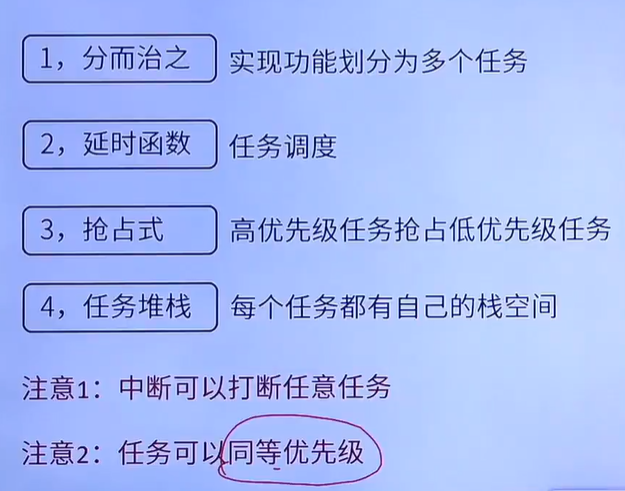 1，分而治之 实现功能划分为多个任务
2，延时函数 任务调度
3，抢占式 高优先级任务抢占低优先级任务
4，任务堆栈 每个任务都有自己的栈空间
注意1：中断可以打断任意任务
注意2：任务可以同等优先级